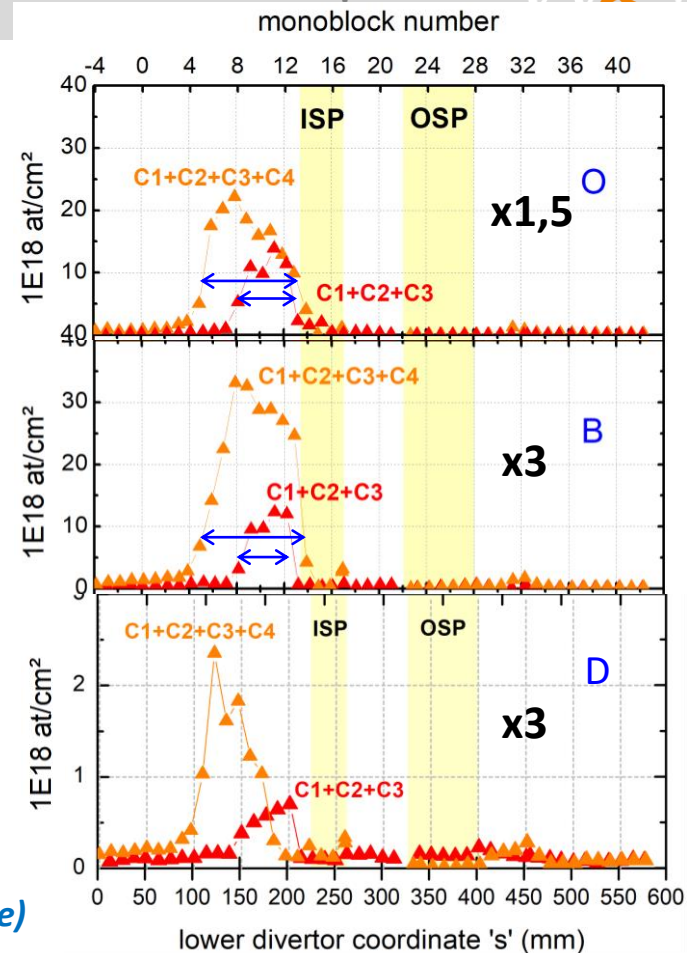 monoblock number
-4 0 4 8 12 16 20 24 28 32 36 40
40
ISP OSP
30
C1+C2+C3+C4
O
20
x1,5
1E18 at/cm²
10
C1+C2+C3
40
30
C1+C2+C3+C4
B
20
x3
1E18 at/cm²
C1+C2+C3
10
0
3
C1+C2+C3+C4
ISP OSP
D
2
x3
1E18 at/cm²
1
C1+C2+C3
0
0 50 100 150 200 250 300 350 400 450 500 550 600
e)
lower divertor coordinate 's' (mm)